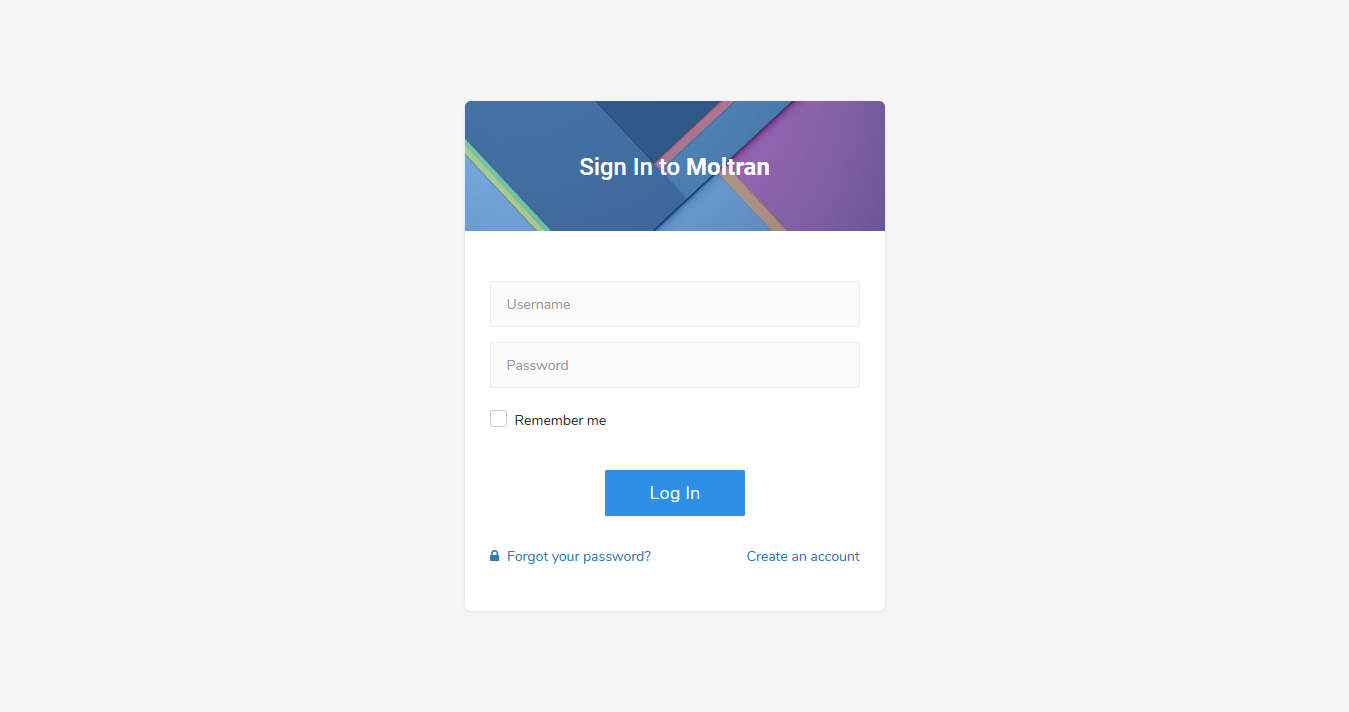 Sign In to Moltran
Username
Password
Remember me
Log In
Forgot your password?
Create an account